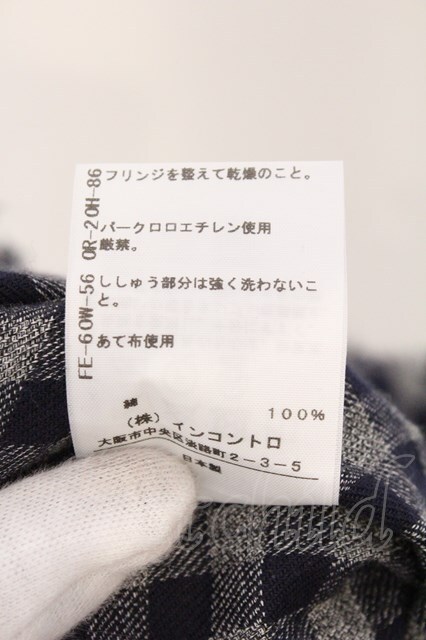 フリンジを整えて乾燥のこと。
パークロロエチレン使用
厳禁。
ししゅう部分は強く洗わないこ
と。
あて布使用
FE-60W-56 OR-20H-86
綿 100%
(株) インコントロ
大阪市中央区淡路町2-3-5
日本製